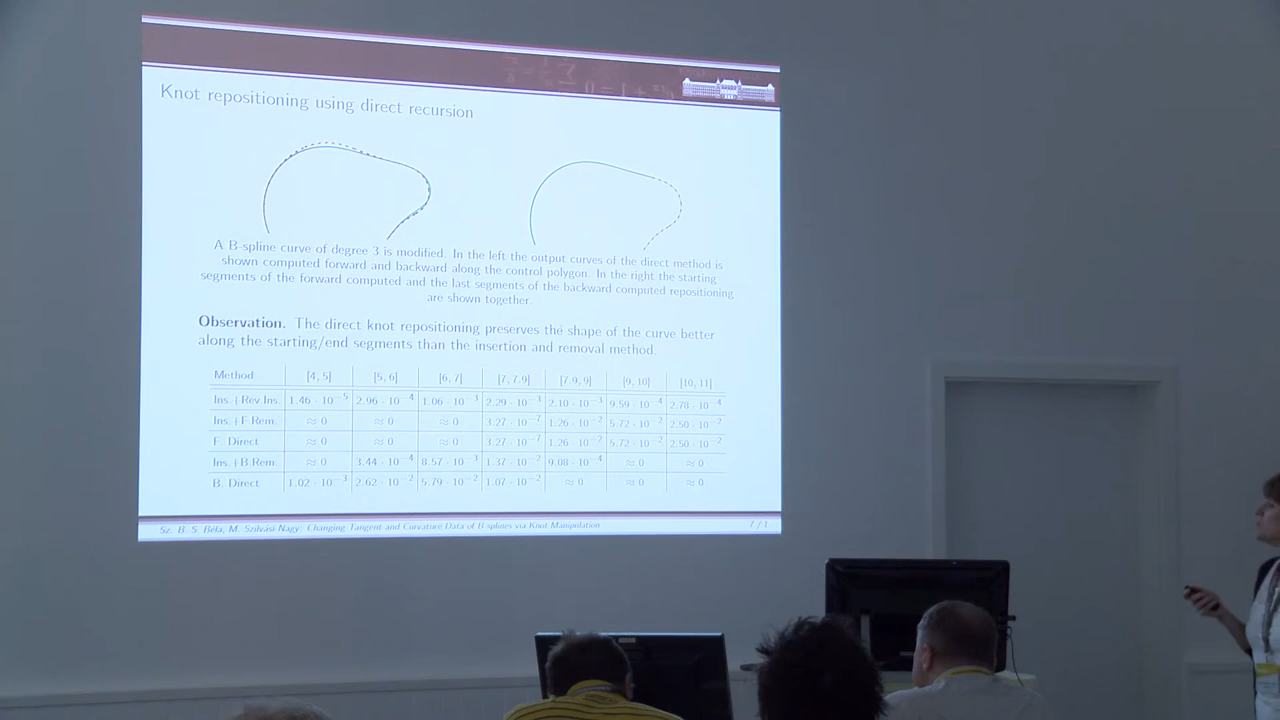 Knot repositioning using direct recursion
A B-spline curve of degree 3 is modified. In the left the output curves of the direct method is
shown computed forward and backward along the control polygon. In the right the starting
segments of the forward computed and the last segments of the backward computed repositioning
are shown together.
Observation. The direct knot repositioning preserves the shape of the curve better
along the starting/end segments than the insertion and removal method.
Method [4, 5] [5, 6] [6, 7] [7, 7.9] [7.9, 9] [9, 10] [10, 11]
Ins.+Rev.Ins. 1.46 · 10⁻⁵ 2.96 · 10⁻⁴ 1.06 · 10⁻³ 2.29 · 10⁻³ 2.10 · 10⁻³ 9.59 · 10⁻⁴ 2.78 · 10⁻⁴
Ins.+F.Rem. ≈ 0 ≈ 0 ≈ 0 3.27 · 10⁻⁷ 1.26 · 10⁻² 5.72 · 10⁻² 2.50 · 10⁻²
F. Direct ≈ 0 ≈ 0 ≈ 0 3.27 · 10⁻⁷ 1.26 · 10⁻² 5.72 · 10⁻² 2.50 · 10⁻²
Ins.+B.Rem. ≈ 0 3.44 · 10⁻⁴ 8.57 · 10⁻³ 1.37 · 10⁻² 9.08 · 10⁻⁴ ≈ 0 ≈ 0
B. Direct 1.02 · 10⁻³ 2.62 · 10⁻² 5.79 · 10⁻² 1.07 · 10⁻² ≈ 0 ≈ 0 ≈ 0
Sz. B. S. Béla, M. Szilvási-Nagy: Changing Tangent and Curvature Data of B-splines via Knot Manipulation 7 / 1